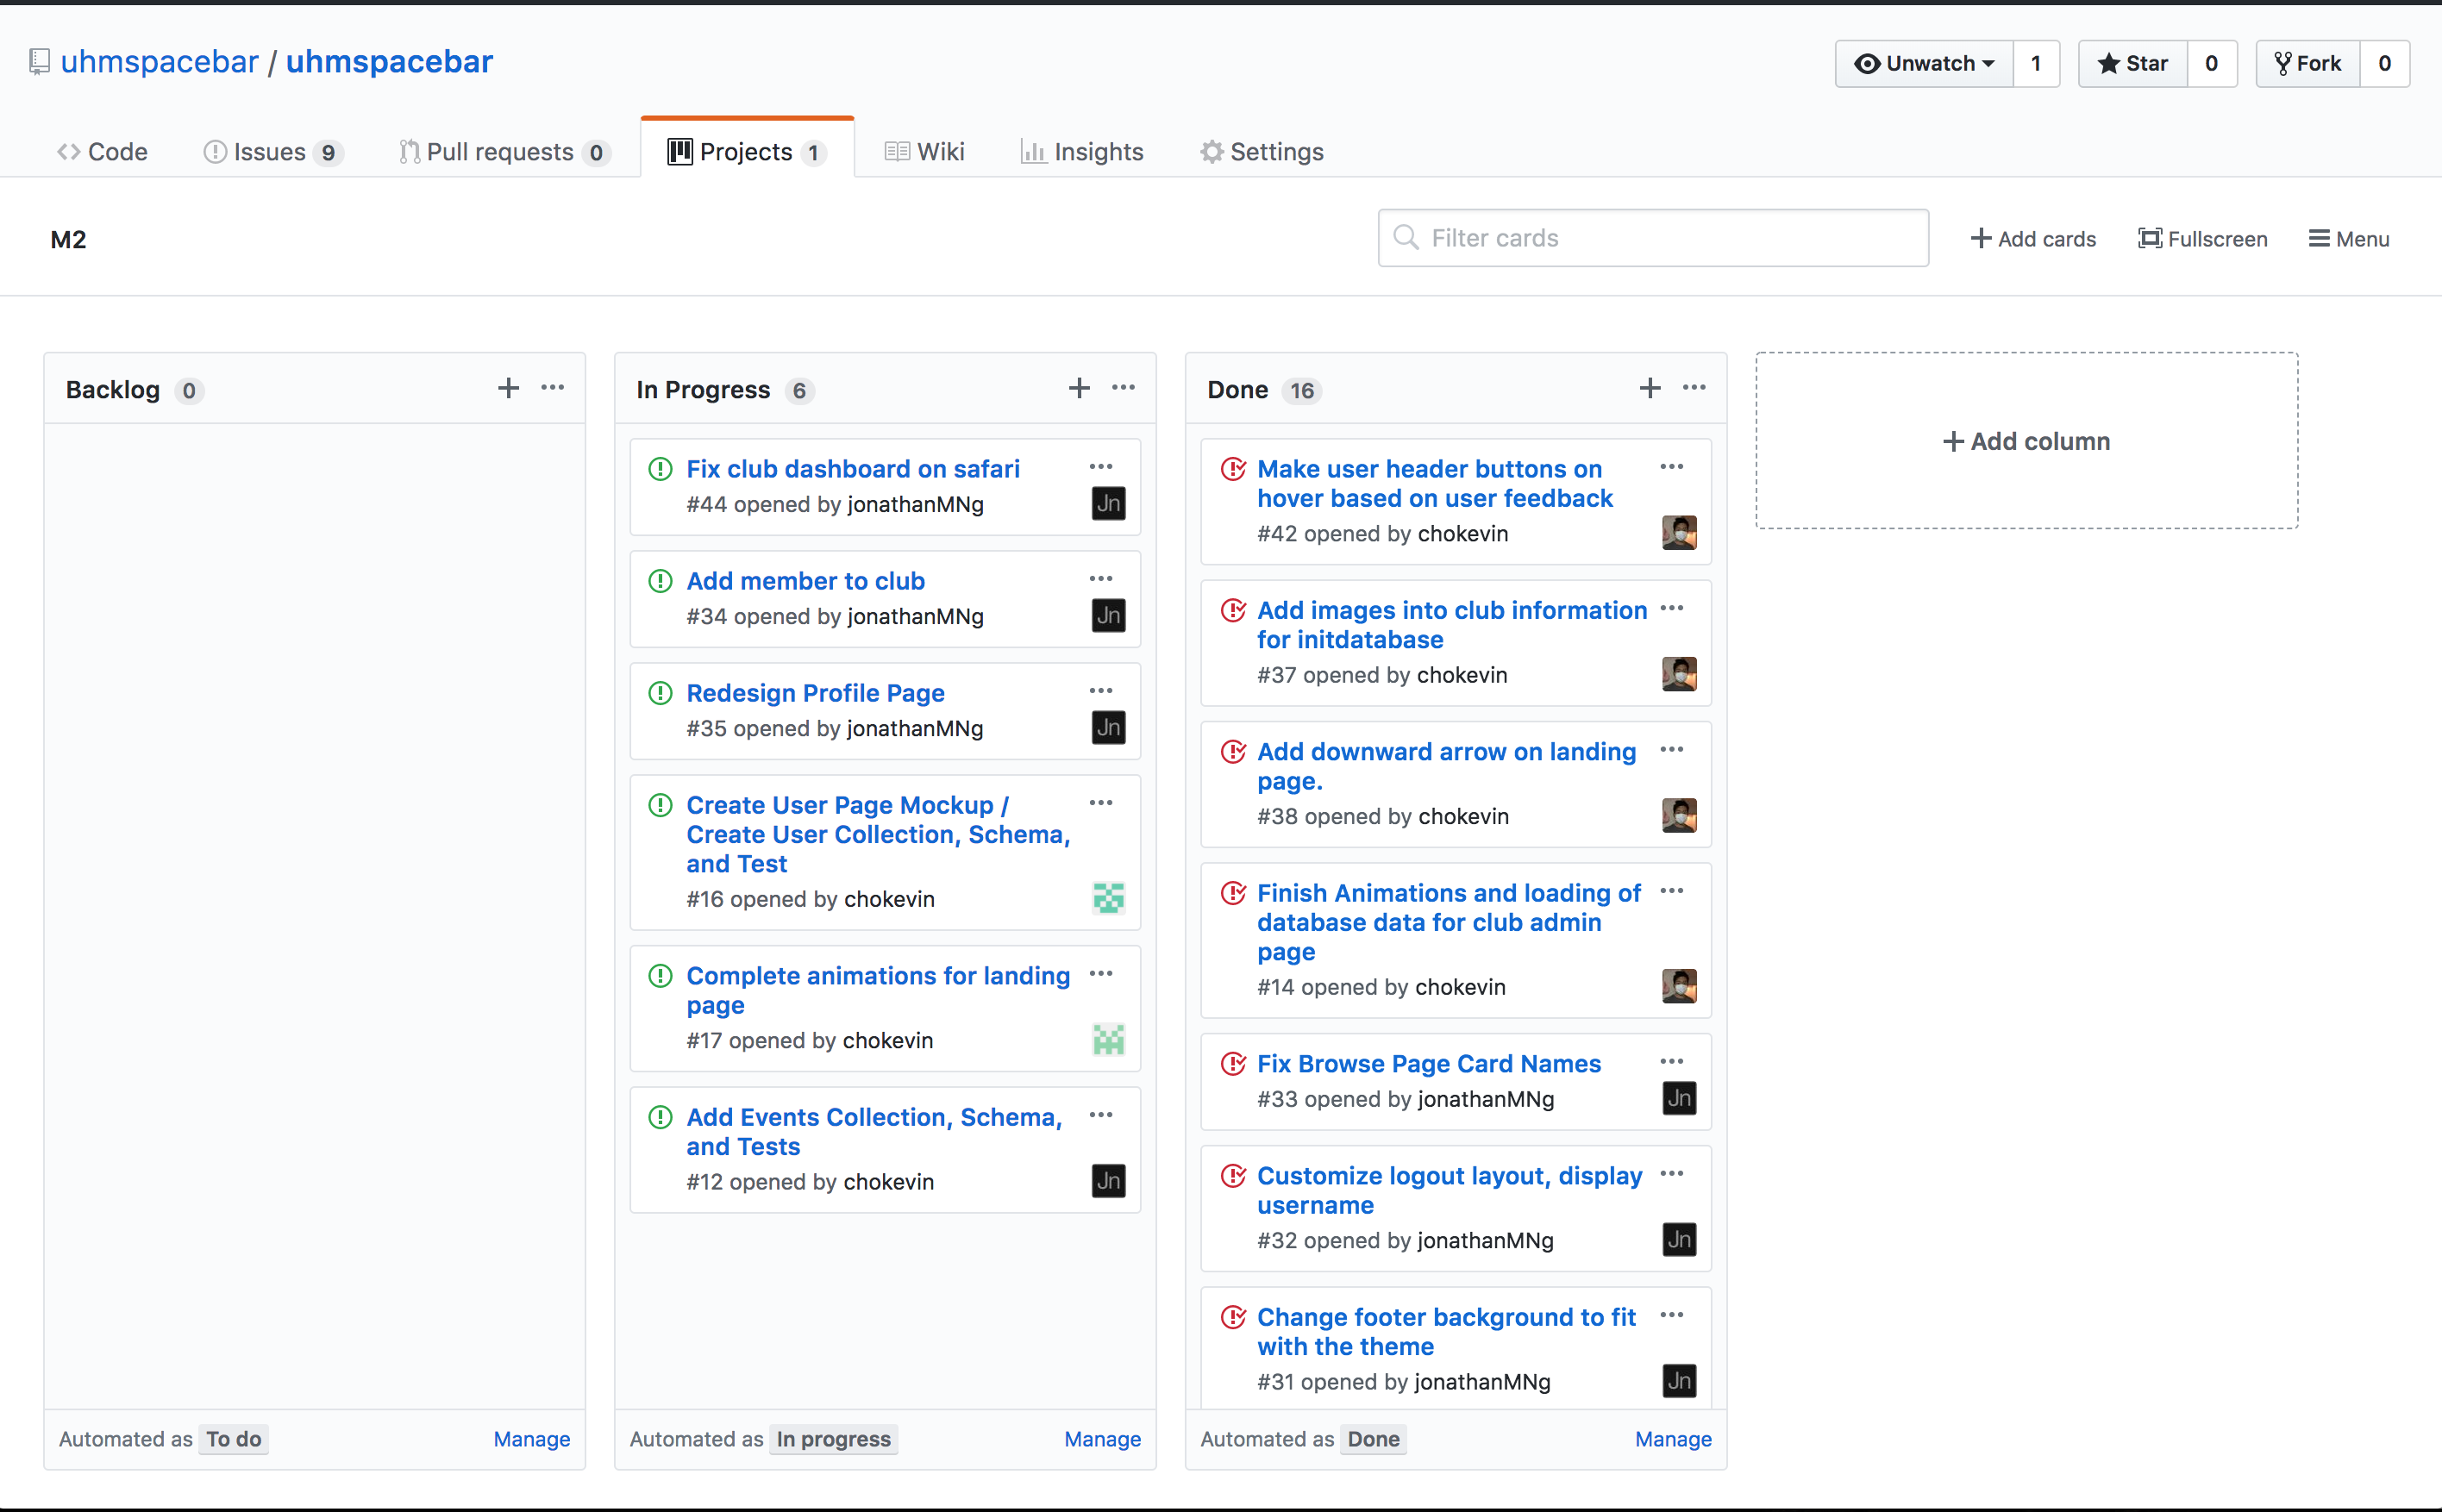 uhmspacebar / uhmspacebar
Unwatch 1 Star 0 Fork 0
Code Issues 9 Pull requests 0 Projects 1 Wiki Insights Settings
M2
Filter cards
Add cards Fullscreen Menu
Backlog 0
Automated as To do Manage
In Progress 6
Fix club dashboard on safari
#44 opened by jonathanMNg
Jn
Add member to club
#34 opened by jonathanMNg
Jn
Redesign Profile Page
#35 opened by jonathanMNg
Jn
Create User Page Mockup /
Create User Collection, Schema,
and Test
#16 opened by chokevin
Complete animations for landing
page
#17 opened by chokevin
Add Events Collection, Schema,
and Tests
#12 opened by chokevin
Jn
Automated as In progress Manage
Done 16
Make user header buttons on
hover based on user feedback
#42 opened by chokevin
Add images into club information
for initdatabase
#37 opened by chokevin
Add downward arrow on landing
page.
#38 opened by chokevin
Finish Animations and loading of
database data for club admin
page
#14 opened by chokevin
Fix Browse Page Card Names
#33 opened by jonathanMNg
Jn
Customize logout layout, display
username
#32 opened by jonathanMNg
Jn
Change footer background to fit
with the theme
#31 opened by jonathanMNg
Jn
Automated as Done Manage
Add column